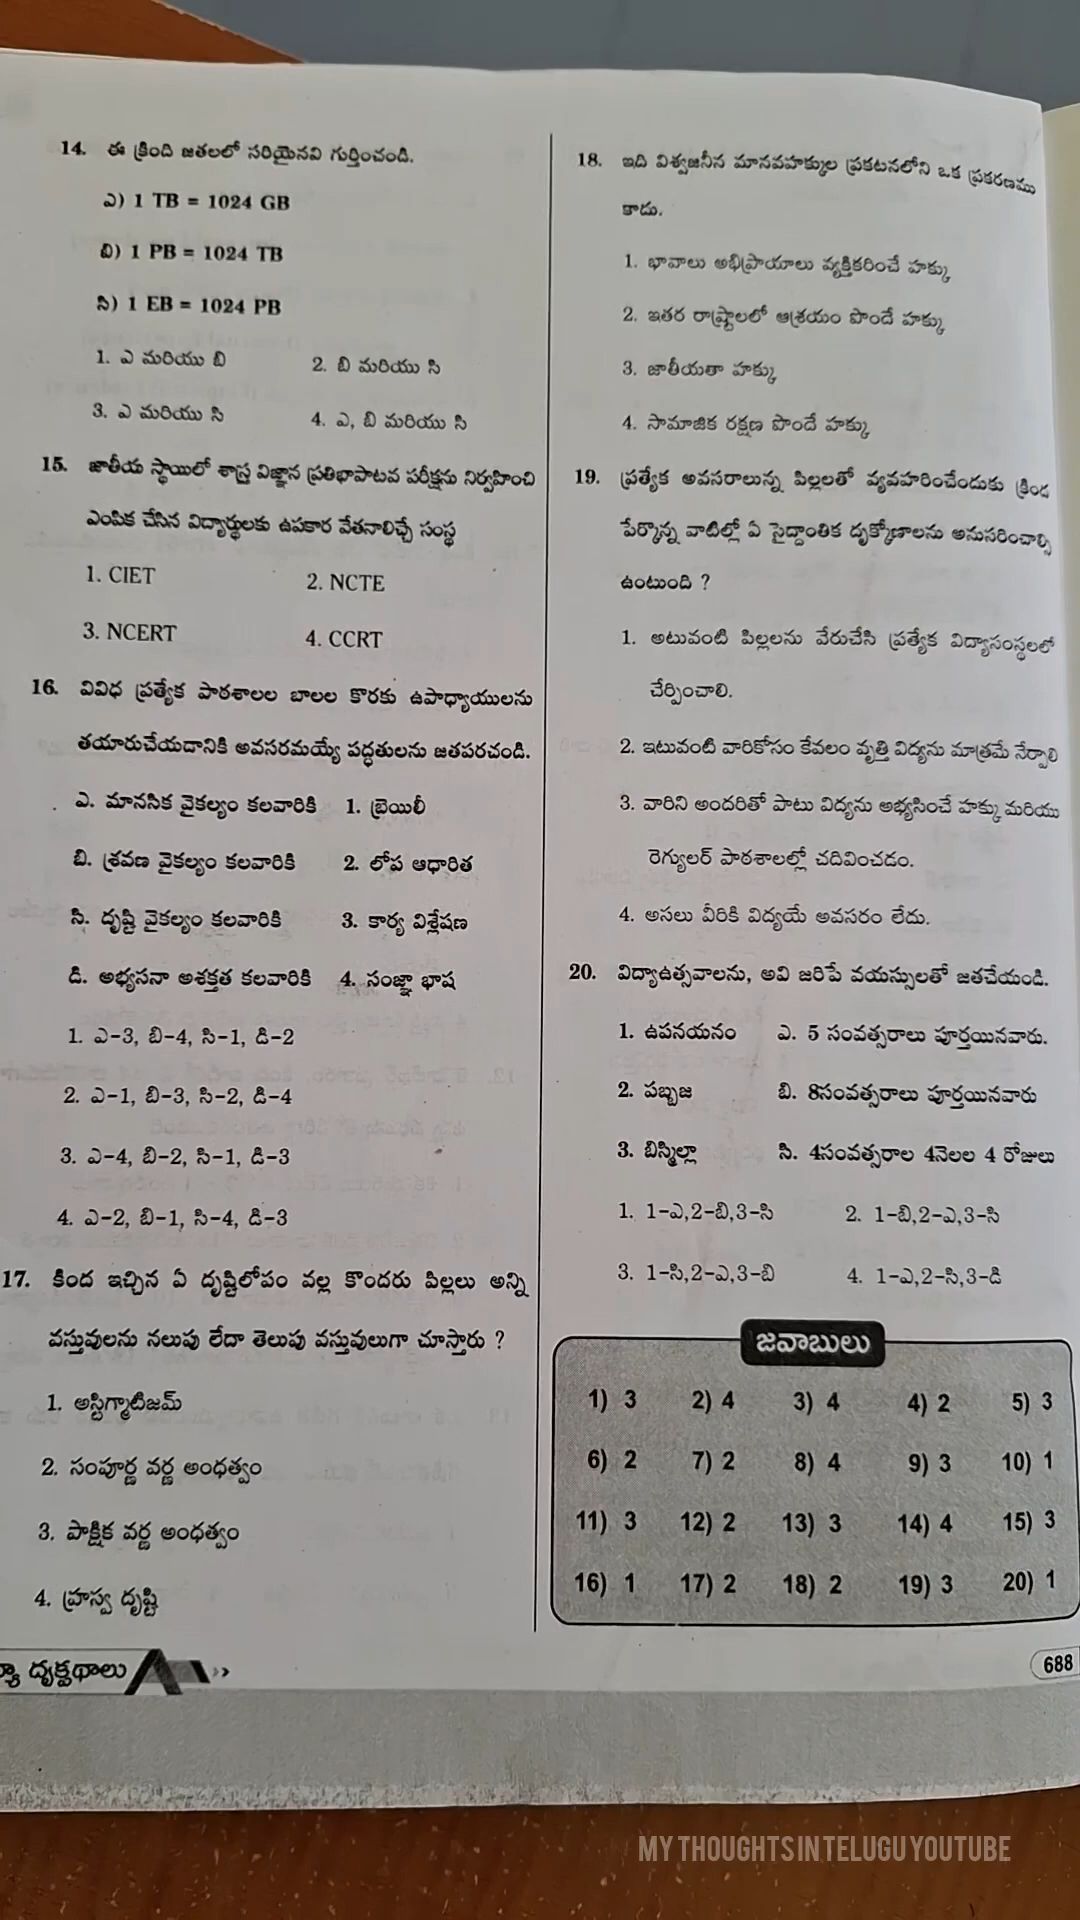 14. ఈ క్రింది జతలలో సరియైనవి గుర్తించండి.
ఎ) 1 TB = 1024 GB
బి) 1 PB = 1024 TB
సి) 1 EB = 1024 PB
1. ఎ మరియు బి 2. బి మరియు సి
3. ఎ మరియు సి 4. ఎ, బి మరియు సి
15. జాతీయ స్థాయిలో శాస్త్ర విజ్ఞాన ప్రతిభాపాటవ పరీక్షను నిర్వహించి
ఎంపిక చేసిన విద్యార్థులకు ఉపకార వేతనాలిచ్చే సంస్థ
1. CIET 2. NCTE
3. NCERT 4. CCRT
16. వివిధ ప్రత్యేక పాఠశాలల బాలల కొరకు ఉపాధ్యాయులను
తయారుచేయడానికి అవసరమయ్యే పద్ధతులను జతపరచండి.
ఎ. మానసిక వైకల్యం కలవారికి 1. బ్రెయిలీ
బి. శ్రవణ వైకల్యం కలవారికి 2. లోప ఆధారిత
సి. దృష్టి వైకల్యం కలవారికి 3. కార్య విశ్లేషణ
డి. అభ్యసనా అశక్తత కలవారికి 4. సంజ్ఞా భాష
1. ఎ-3, బి-4, సి-1, డి-2
2. ఎ-1, బి-3, సి-2, డి-4
3. ఎ-4, బి-2, సి-1, డి-3
4. ఎ-2, బి-1, సి-4, డి-3
17. కింద ఇచ్చిన ఏ దృష్టిలోపం వల్ల కొందరు పిల్లలు అన్ని
వస్తువులను నలుపు లేదా తెలుపు వస్తువులుగా చూస్తారు ?
1. అస్టిగ్మాటిజమ్
2. సంపూర్ణ వర్ణ అంధత్వం
3. పాక్షిక వర్ణ అంధత్వం
4. హ్రస్వ దృష్టి
18. ఇది విశ్వజనీన మానవహక్కుల ప్రకటనలోని ఒక ప్రకరణము
కాదు.
1. భావాలు అభిప్రాయాలు వ్యక్తికరించే హక్కు
2. ఇతర రాష్ట్రాలలో ఆశ్రయం పొందే హక్కు
3. జాతీయతా హక్కు
4. సామాజిక రక్షణ పొందే హక్కు
19. ప్రత్యేక అవసరాలున్న పిల్లలతో వ్యవహరించేందుకు క్రింద
పేర్కొన్న వాటిల్లో ఏ సైద్ధాంతిక దృక్కోణాలను అనుసరించాల్సి
ఉంటుంది ?
1. అటువంటి పిల్లలను వేరుచేసి ప్రత్యేక విద్యాసంస్థలలో
చేర్పించాలి.
2. ఇటువంటి వారికోసం కేవలం వృత్తి విద్యను మాత్రమే నేర్పాలి
3. వారిని అందరితో పాటు విద్యను అభ్యసించే హక్కు మరియు
రెగ్యులర్ పాఠశాలల్లో చదివించడం.
4. అసలు వీరికి విద్యయే అవసరం లేదు.
20. విద్యాఉత్సవాలను, అవి జరిపే వయస్సులతో జతచేయండి.
1. ఉపనయనం ఎ. 5 సంవత్సరాలు పూర్తయినవారు.
2. పబ్బజ బి. 8సంవత్సరాలు పూర్తయినవారు
3. బిస్మిల్లా సి. 4సంవత్సరాల 4నెలల 4 రోజులు
1. 1-ఎ,2-బి,3-సి 2. 1-బి,2-ఎ,3-సి
3. 1-సి,2-ఎ,3-బి 4. 1-ఎ,2-సి,3-డి
జవాబులు
1) 3 2) 4 3) 4 4) 2 5) 3
6) 2 7) 2 8) 4 9) 3 10) 1
11) 3 12) 2 13) 3 14) 4 15) 3
16) 1 17) 2 18) 2 19) 3 20) 1
దృక్పథాలు
688
MY THOUGHTS IN TELUGU YOUTUBE